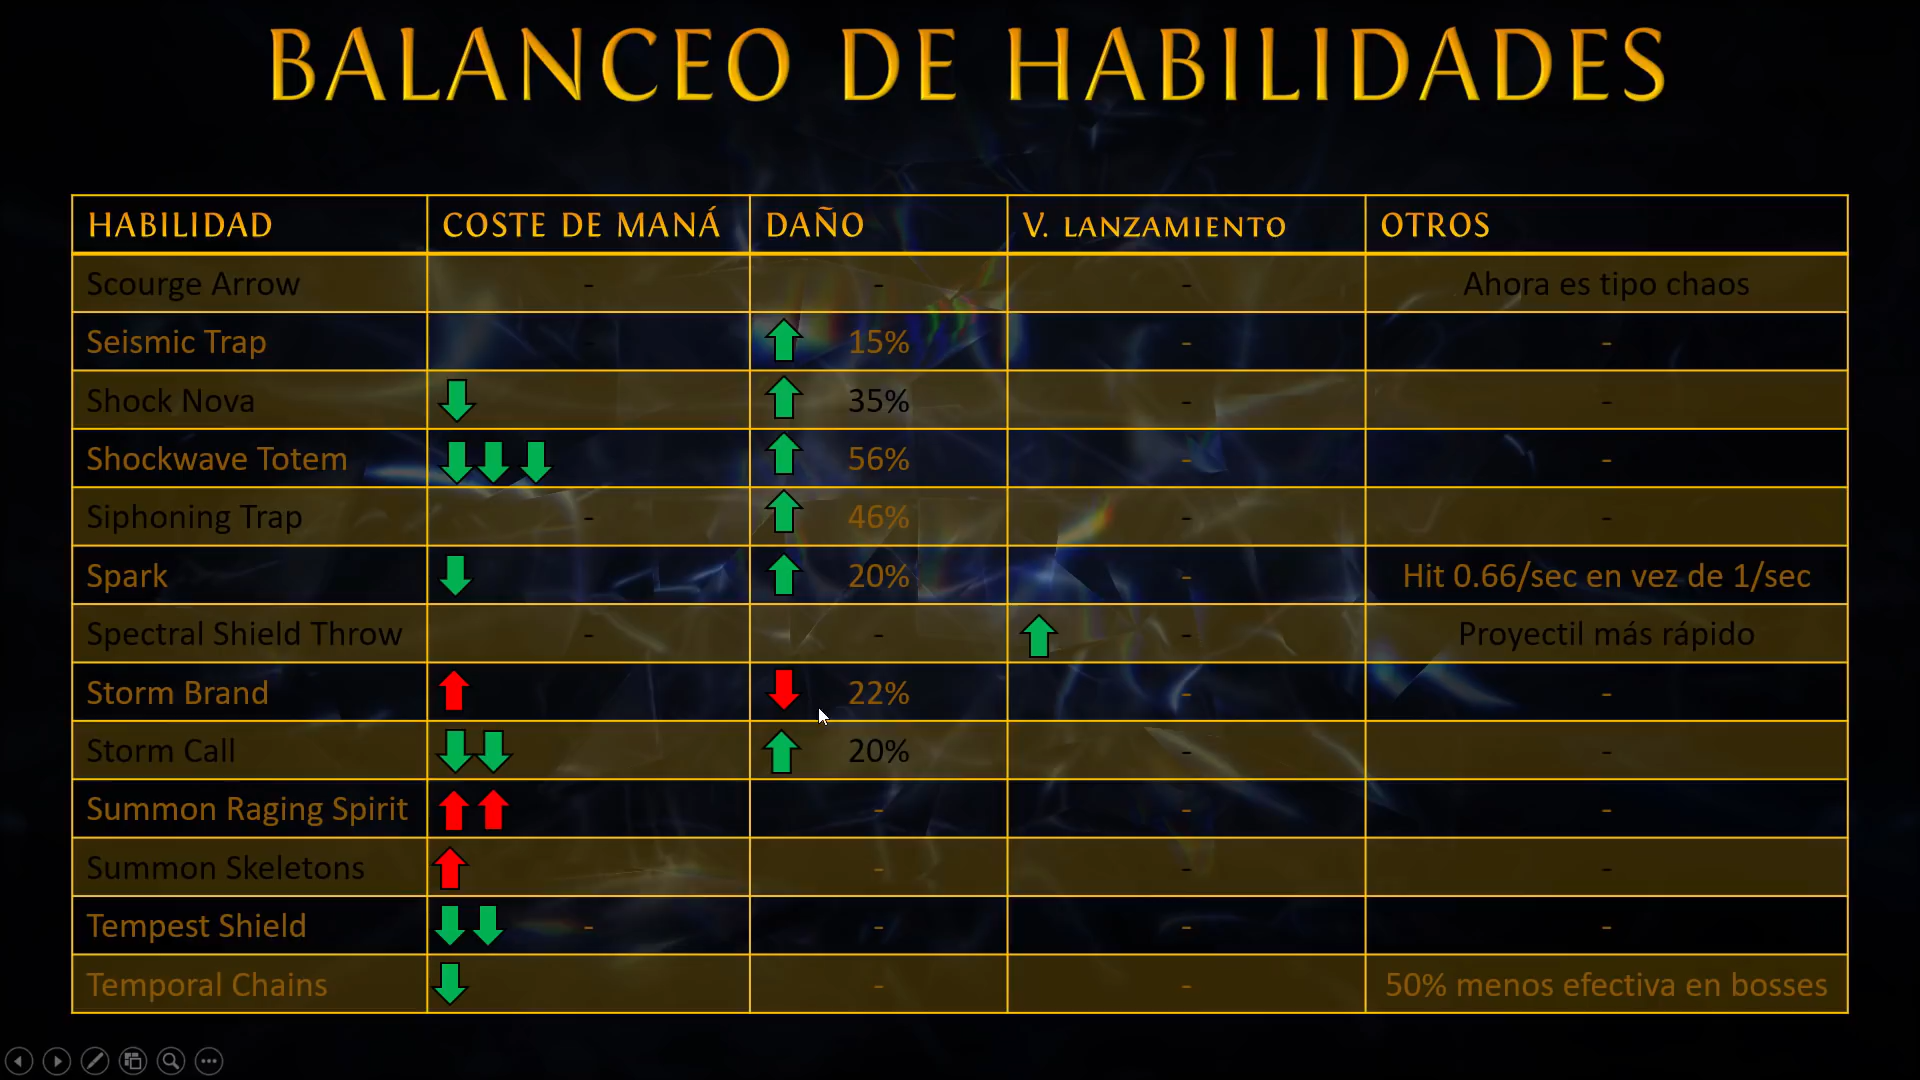 BALANCEO DE HABILIDADES
HABILIDAD COSTE DE MANÁ DAÑO V. LANZAMIENTO OTROS
Scourge Arrow - - - Ahora es tipo chaos
Seismic Trap - 15% - -
Shock Nova 35% - -
Shockwave Totem 56% - -
Siphoning Trap - 46% - -
Spark 20% - Hit 0.66/sec en vez de 1/sec
Spectral Shield Throw - - - Proyectil más rápido
Storm Brand 22% - -
Storm Call 20% - -
Summon Raging Spirit - - -
Summon Skeletons - - -
Tempest Shield - - - -
Temporal Chains - - 50% menos efectiva en bosses